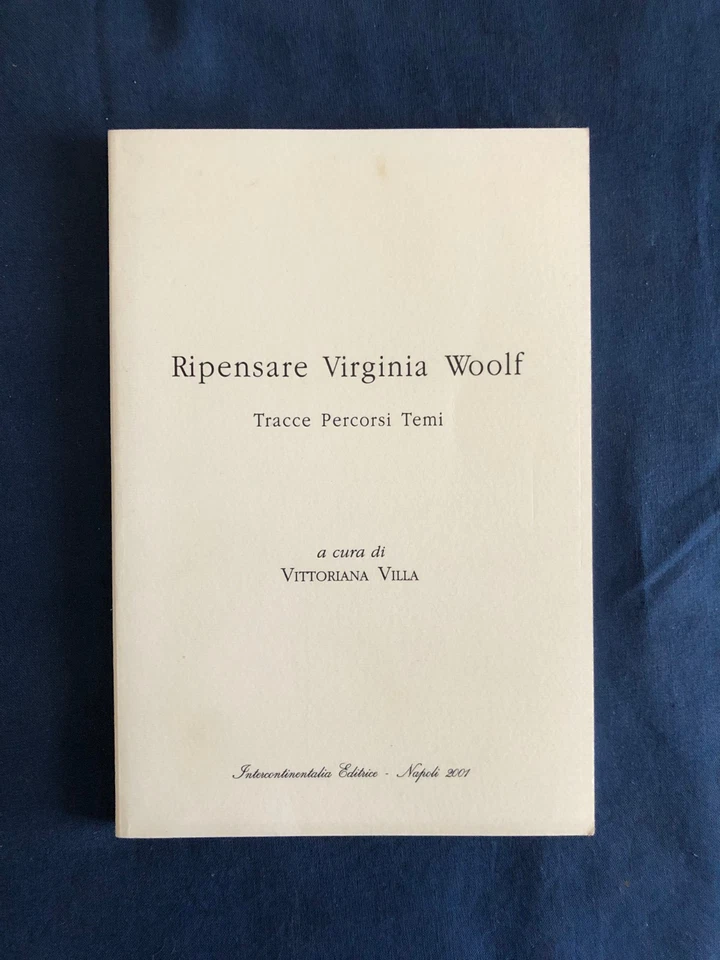 Ripensare Virginia Woolf
Tracce Percorsi Temi
a cura di
VITTORIANA VILLA
Intercontinentalia Editrice - Napoli 2001